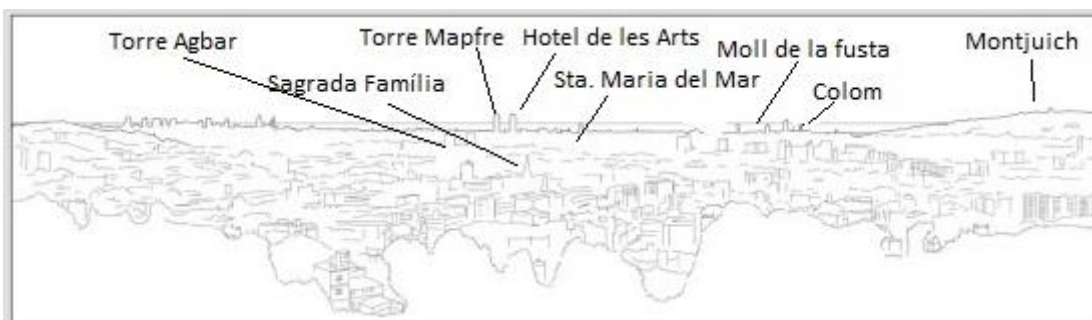 Torre Agbar
Torre Mapfre
Hotel de les Arts
Moll de la fusta
Montjuich
Sagrada Família
Sta. Maria del Mar
Colom